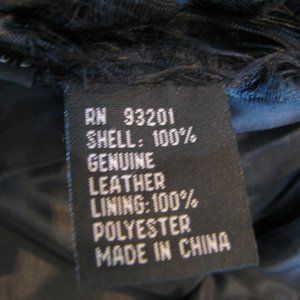 RN 93201
SHELL: 100%
GENUINE
LEATHER
LINING:100%
POLYESTER
MADE IN CHINA